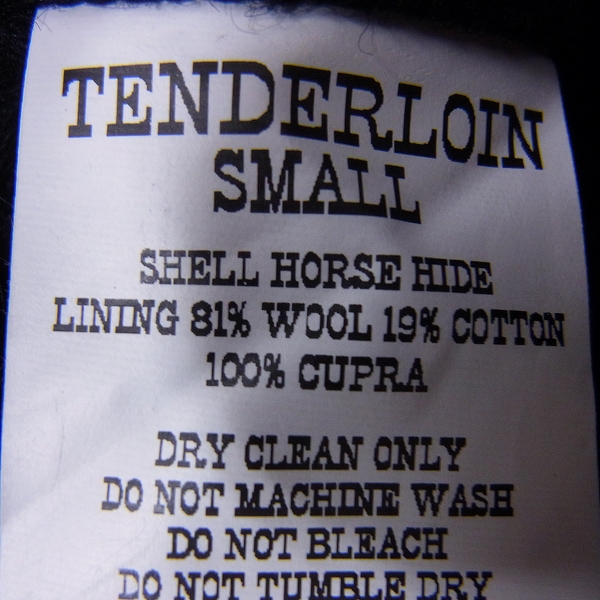 TENDERLOIN
SMALL
SHELL HORSE HIDE
LINING 81% WOOL 19% COTTON
100% CUPRA
DRY CLEAN ONLY
DO NOT MACHINE WASH
DO NOT BLEACH
DO NOT TUMBLE DRY